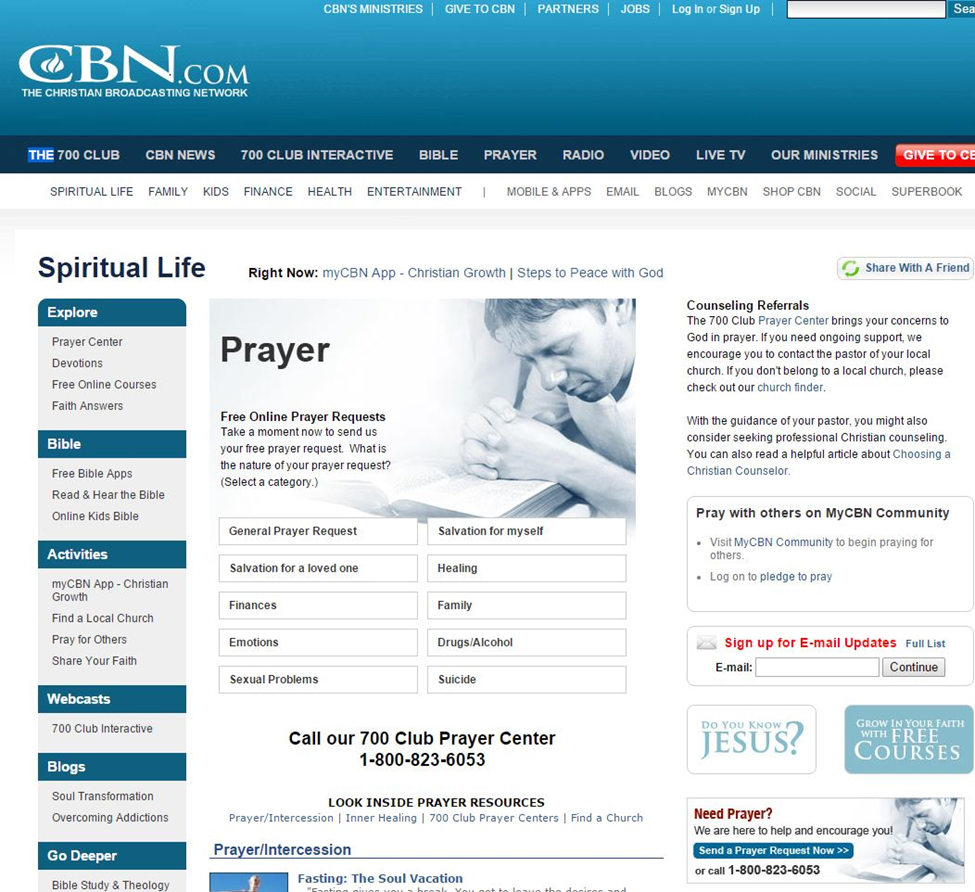 CBN'S MINISTRIES | GIVE TO CBN | PARTNERS | JOBS | Log In or Sign Up |
CBN.COM
THE CHRISTIAN BROADCASTING NETWORK
THE 700 CLUB CBN NEWS 700 CLUB INTERACTIVE BIBLE PRAYER RADIO VIDEO LIVE TV OUR MINISTRIES GIVE TO
SPIRITUAL LIFE FAMILY KIDS FINANCE HEALTH ENTERTAINMENT | MOBILE & APPS EMAIL BLOGS MYCBN SHOP CBN SOCIAL SUPERBOOK
Spiritual Life
Right Now: myCBN App - Christian Growth | Steps to Peace with God
Share With A Friend
Explore
Prayer Center
Devotions
Free Online Courses
Faith Answers
Bible
Free Bible Apps
Read & Hear the Bible
Online Kids Bible
Activities
myCBN App - Christian
Growth
Find a Local Church
Pray for Others
Share Your Faith
Webcasts
700 Club Interactive
Blogs
Soul Transformation
Overcoming Addictions
Go Deeper
Bible Study & Theology
Prayer
Free Online Prayer Requests
Take a moment now to send us
your free prayer request. What is
the nature of your prayer request?
(Select a category.)
General Prayer Request
Salvation for myself
Salvation for a loved one
Healing
Finances
Family
Emotions
Drugs/Alcohol
Sexual Problems
Suicide
Call our 700 Club Prayer Center
1-800-823-6053
LOOK INSIDE PRAYER RESOURCES
Prayer/Intercession | Inner Healing | 700 Club Prayer Centers | Find a Church
Prayer/Intercession
Fasting: The Soul Vacation
"Fasting gives you a break. You get to leave the desires and
Counseling Referrals
The 700 Club Prayer Center brings your concerns to
God in prayer. If you need ongoing support, we
encourage you to contact the pastor of your local
church. If you don't belong to a local church, please
check out our church finder.
With the guidance of your pastor, you might also
consider seeking professional Christian counseling.
You can also read a helpful article about Choosing a
Christian Counselor.
Pray with others on MyCBN Community
• Visit MyCBN Community to begin praying for
others.
• Log on to pledge to pray
Sign up for E-mail Updates Full List
E-mail: Continue
DO YOU KNOW
JESUS?
GROW IN YOUR FAITH
WITH FREE
COURSES
Need Prayer?
We are here to help and encourage you!
Send a Prayer Request Now >>
or call 1-800-823-6053